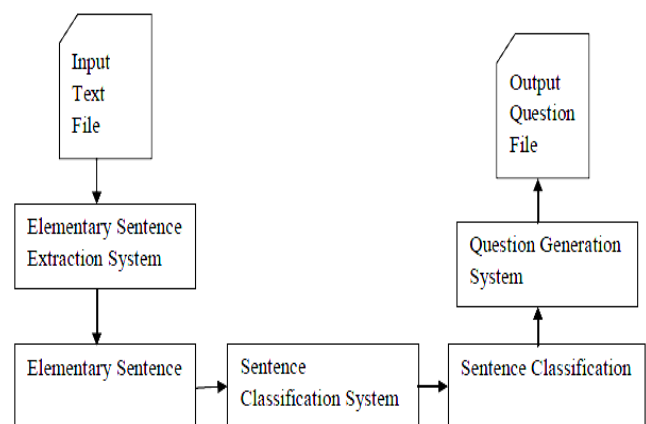 Input
Text
File
Elementary Sentence
Extraction System
Elementary Sentence
Sentence
Classification System
Sentence Classification
Question Generation
System
Output
Question
File